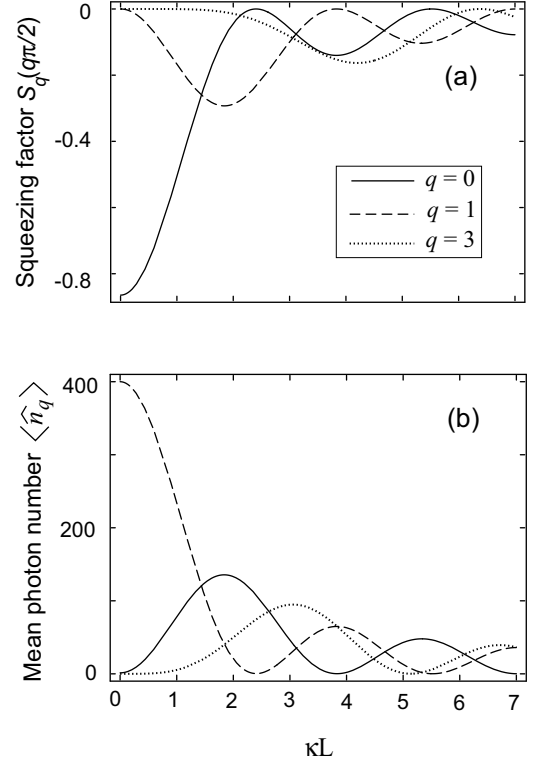 Squeezing factor S_q(qπ/2)
0
-0.4
-0.8
(a)
q = 0
q = 1
q = 3
Mean photon number ⟨n̂_q⟩
400
200
0
(b)
0 1 2 3 4 5 6 7
κL